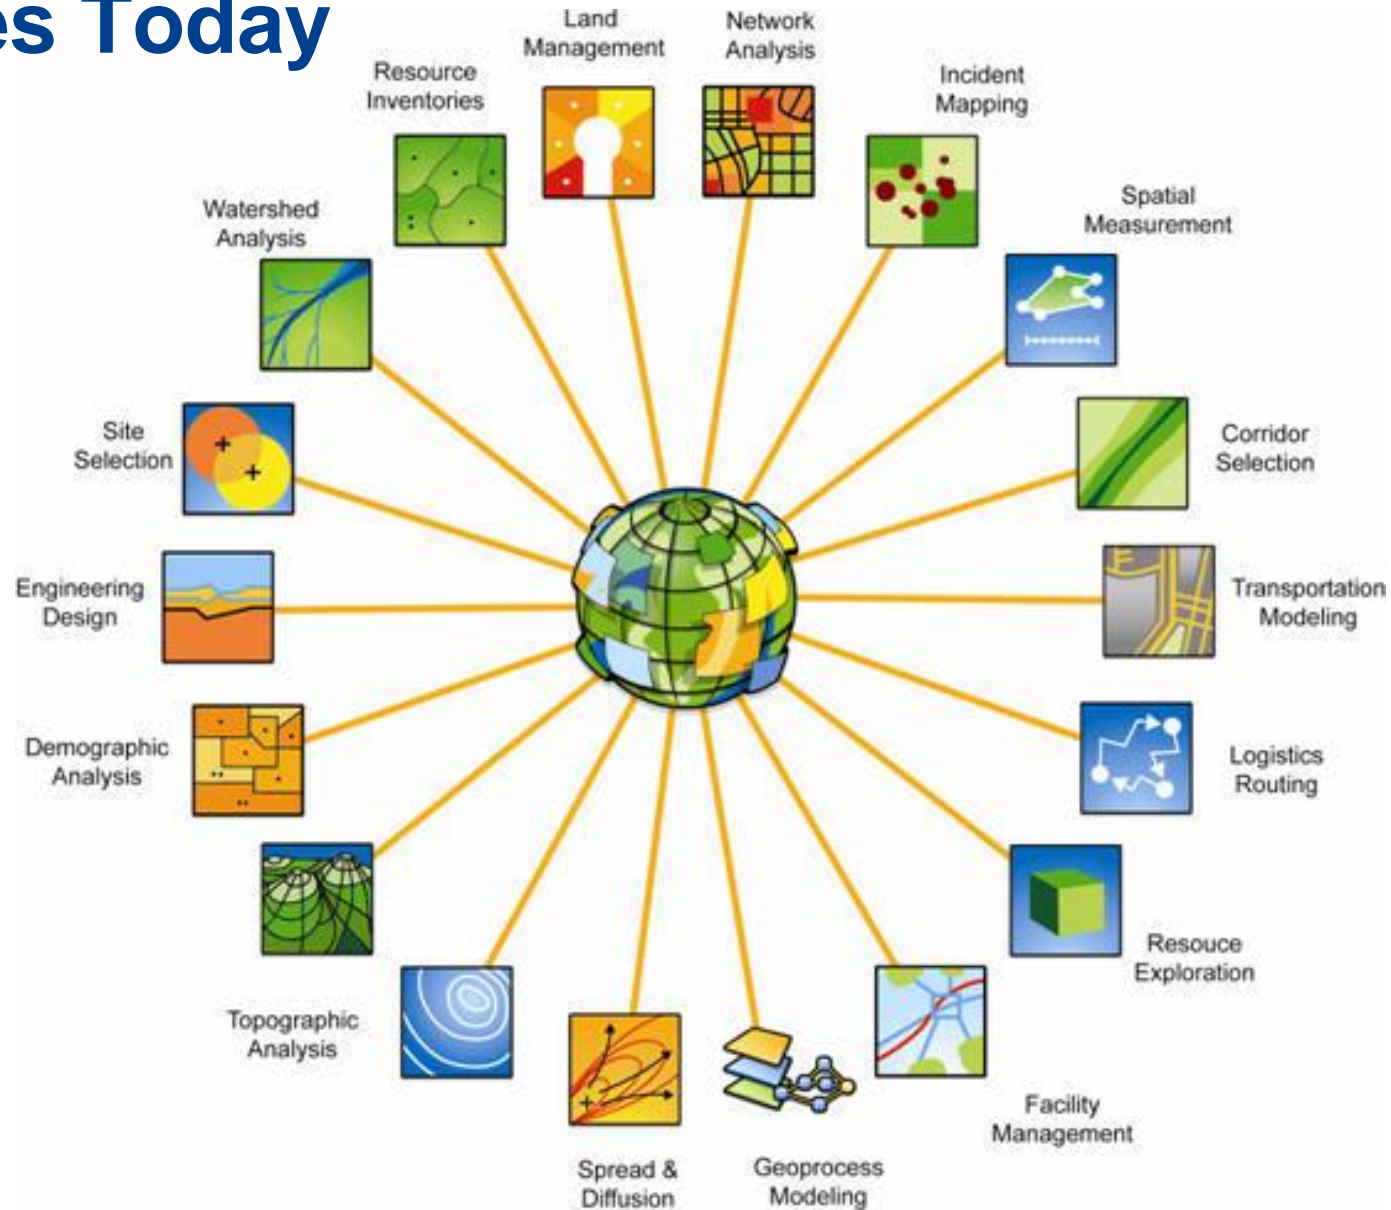 es Today
Land
Management
Network
Analysis
Incident
Mapping
Resource
Inventories
Spatial
Measurement
Watershed
Analysis
Corridor
Selection
Site
Selection
Transportation
Modeling
Engineering
Design
Logistics
Routing
Demographic
Analysis
Resouce
Exploration
Topographic
Analysis
Facility
Management
Spread &
Diffusion
Geoprocess
Modeling